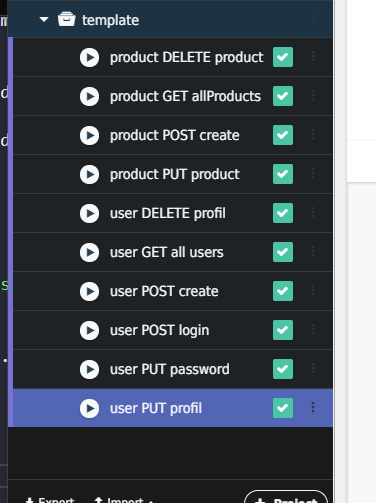 template
product DELETE product
product GET allProducts
product POST create
product PUT product
user DELETE profil
user GET all users
user POST create
user POST login
user PUT password
user PUT profil
Export Import + Project